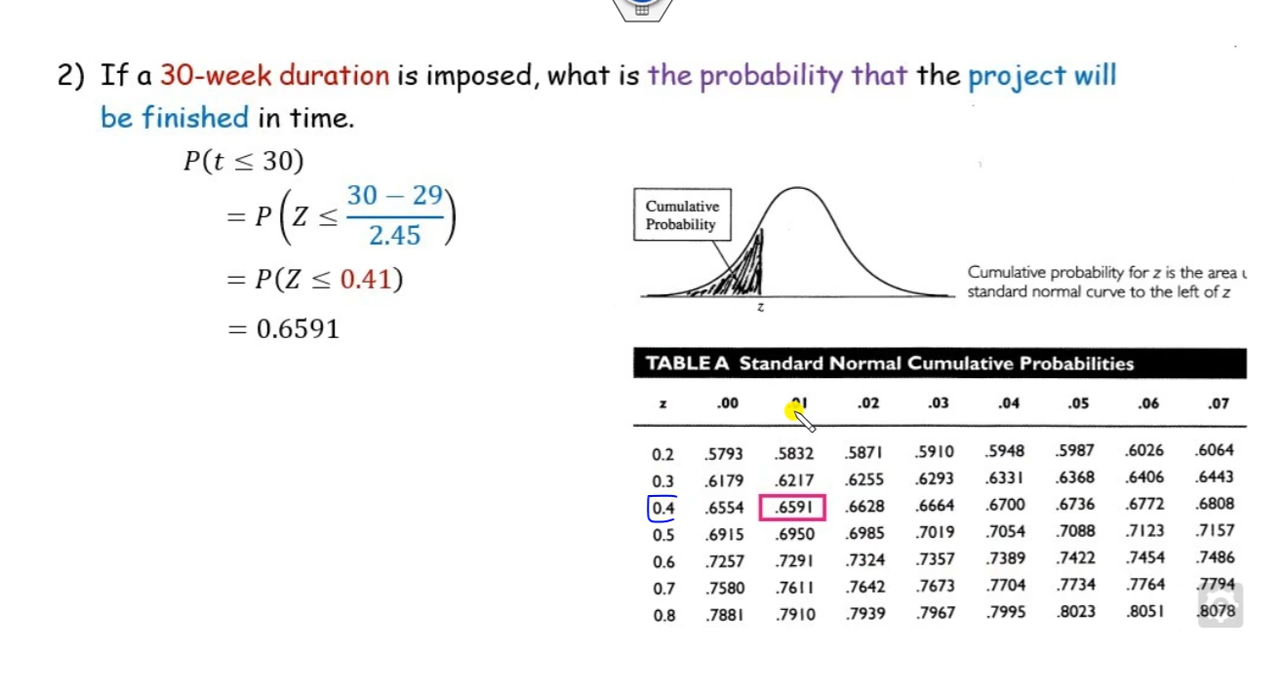 2) If a 30-week duration is imposed, what is the probability that the project will
be finished in time.
P(t ≤ 30)
= P(Z ≤ (30 − 29)/2.45)
= P(Z ≤ 0.41)
= 0.6591
Cumulative
Probability
z
Cumulative probability for z is the area u
standard normal curve to the left of z
TABLE A Standard Normal Cumulative Probabilities
z .00 .01 .02 .03 .04 .05 .06 .07
0.2 .5793 .5832 .5871 .5910 .5948 .5987 .6026 .6064
0.3 .6179 .6217 .6255 .6293 .6331 .6368 .6406 .6443
0.4 .6554 .6591 .6628 .6664 .6700 .6736 .6772 .6808
0.5 .6915 .6950 .6985 .7019 .7054 .7088 .7123 .7157
0.6 .7257 .7291 .7324 .7357 .7389 .7422 .7454 .7486
0.7 .7580 .7611 .7642 .7673 .7704 .7734 .7764 .7794
0.8 .7881 .7910 .7939 .7967 .7995 .8023 .8051 .8078